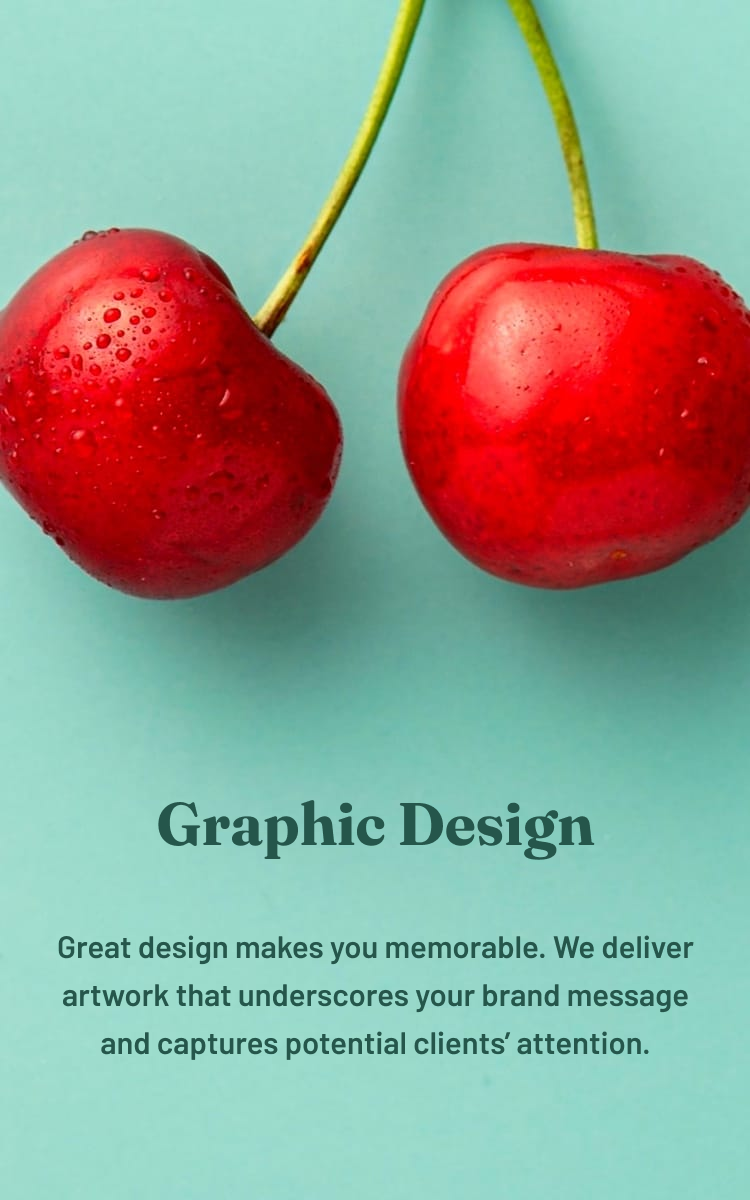 Graphic Design
Great design makes you memorable. We deliver
artwork that underscores your brand message
and captures potential clients’ attention.